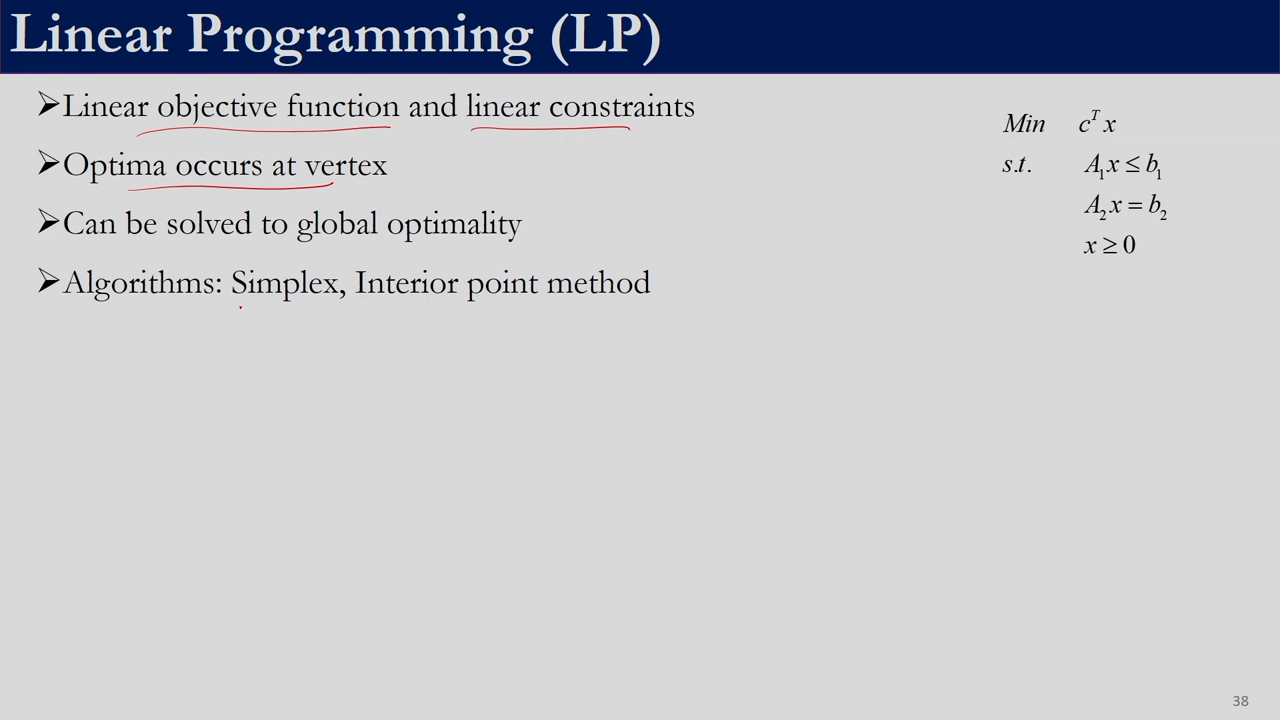 Linear Programming (LP)
➢Linear objective function and linear constraints
➢Optima occurs at vertex
➢Can be solved to global optimality
➢Algorithms: Simplex, Interior point method
Min cᵀx
s.t. A₁x ≤ b₁
A₂x = b₂
x ≥ 0
38